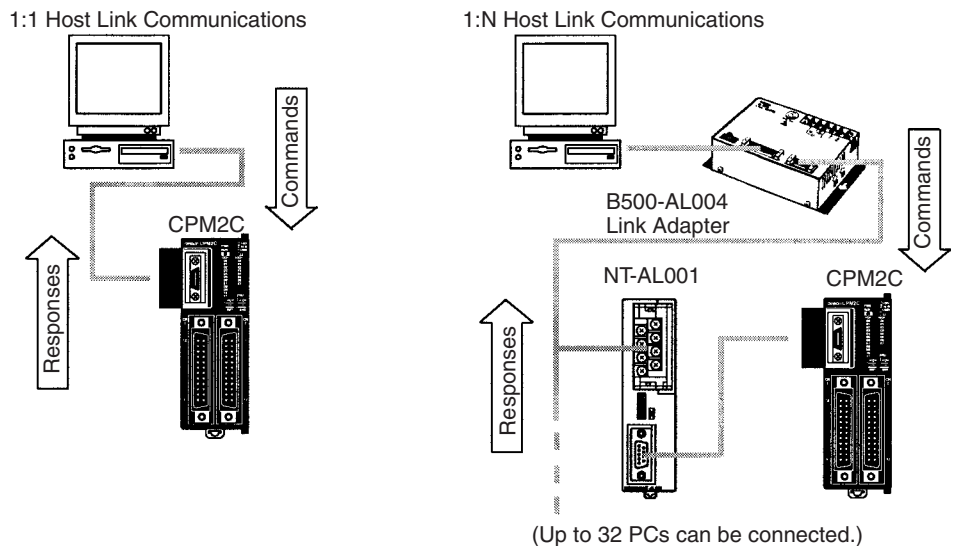 1:1 Host Link Communications
Commands
CPM2C
Responses
1:N Host Link Communications
B500-AL004
Link Adapter
Commands
NT-AL001
CPM2C
Responses
(Up to 32 PCs can be connected.)